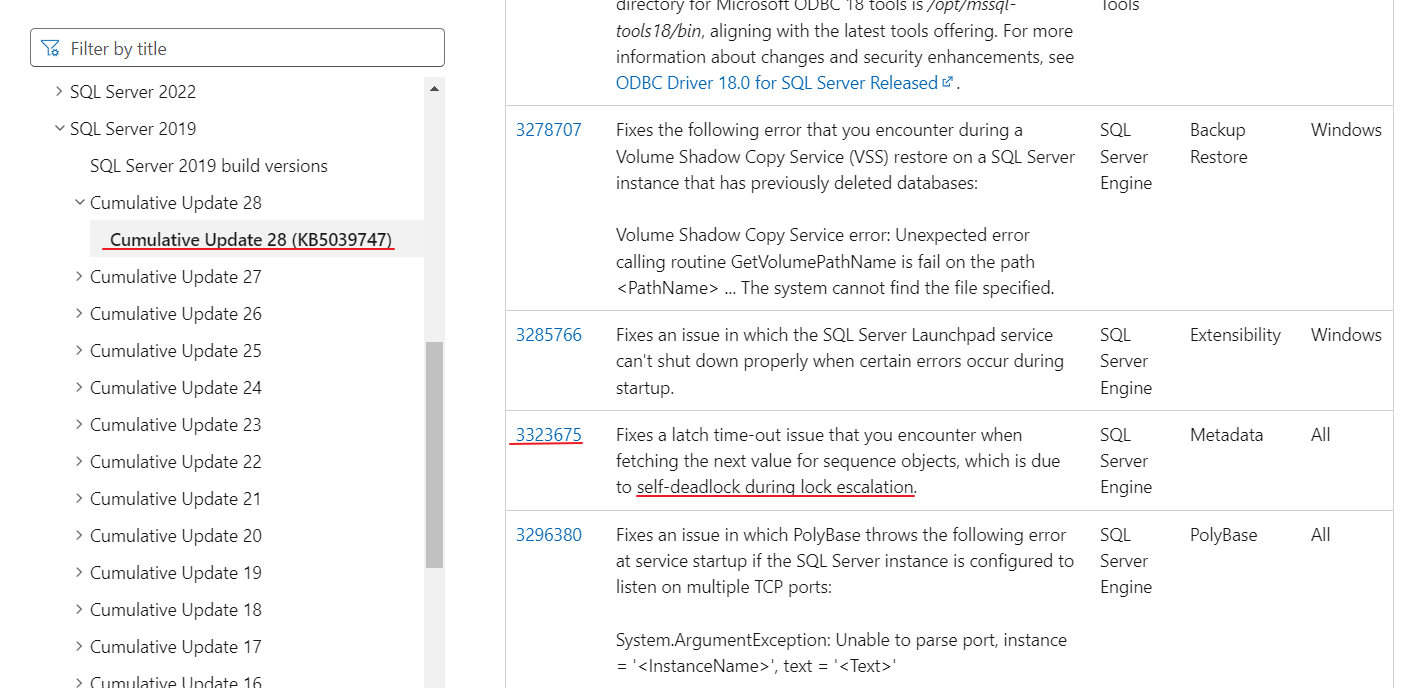 Filter by title
SQL Server 2022
SQL Server 2019
SQL Server 2019 build versions
Cumulative Update 28
Cumulative Update 28 (KB5039747)
Cumulative Update 27
Cumulative Update 26
Cumulative Update 25
Cumulative Update 24
Cumulative Update 23
Cumulative Update 22
Cumulative Update 21
Cumulative Update 20
Cumulative Update 19
Cumulative Update 18
Cumulative Update 17
Cumulative Update 16
directory for Microsoft ODBC 18 tools is /opt/mssql-
tools18/bin, aligning with the latest tools offering. For more
information about changes and security enhancements, see
ODBC Driver 18.0 for SQL Server Released.
Tools
3278707
Fixes the following error that you encounter during a
Volume Shadow Copy Service (VSS) restore on a SQL Server
instance that has previously deleted databases:
Volume Shadow Copy Service error: Unexpected error
calling routine GetVolumePathName is fail on the path
<PathName> ... The system cannot find the file specified.
SQL
Server
Engine
Backup
Restore
Windows
3285766
Fixes an issue in which the SQL Server Launchpad service
can't shut down properly when certain errors occur during
startup.
SQL
Server
Engine
Extensibility
Windows
3323675
Fixes a latch time-out issue that you encounter when
fetching the next value for sequence objects, which is due
to self-deadlock during lock escalation.
SQL
Server
Engine
Metadata
All
3296380
Fixes an issue in which PolyBase throws the following error
at service startup if the SQL Server instance is configured to
listen on multiple TCP ports:
System.ArgumentException: Unable to parse port, instance
= '<InstanceName>', text = '<Text>'
SQL
Server
Engine
PolyBase
All